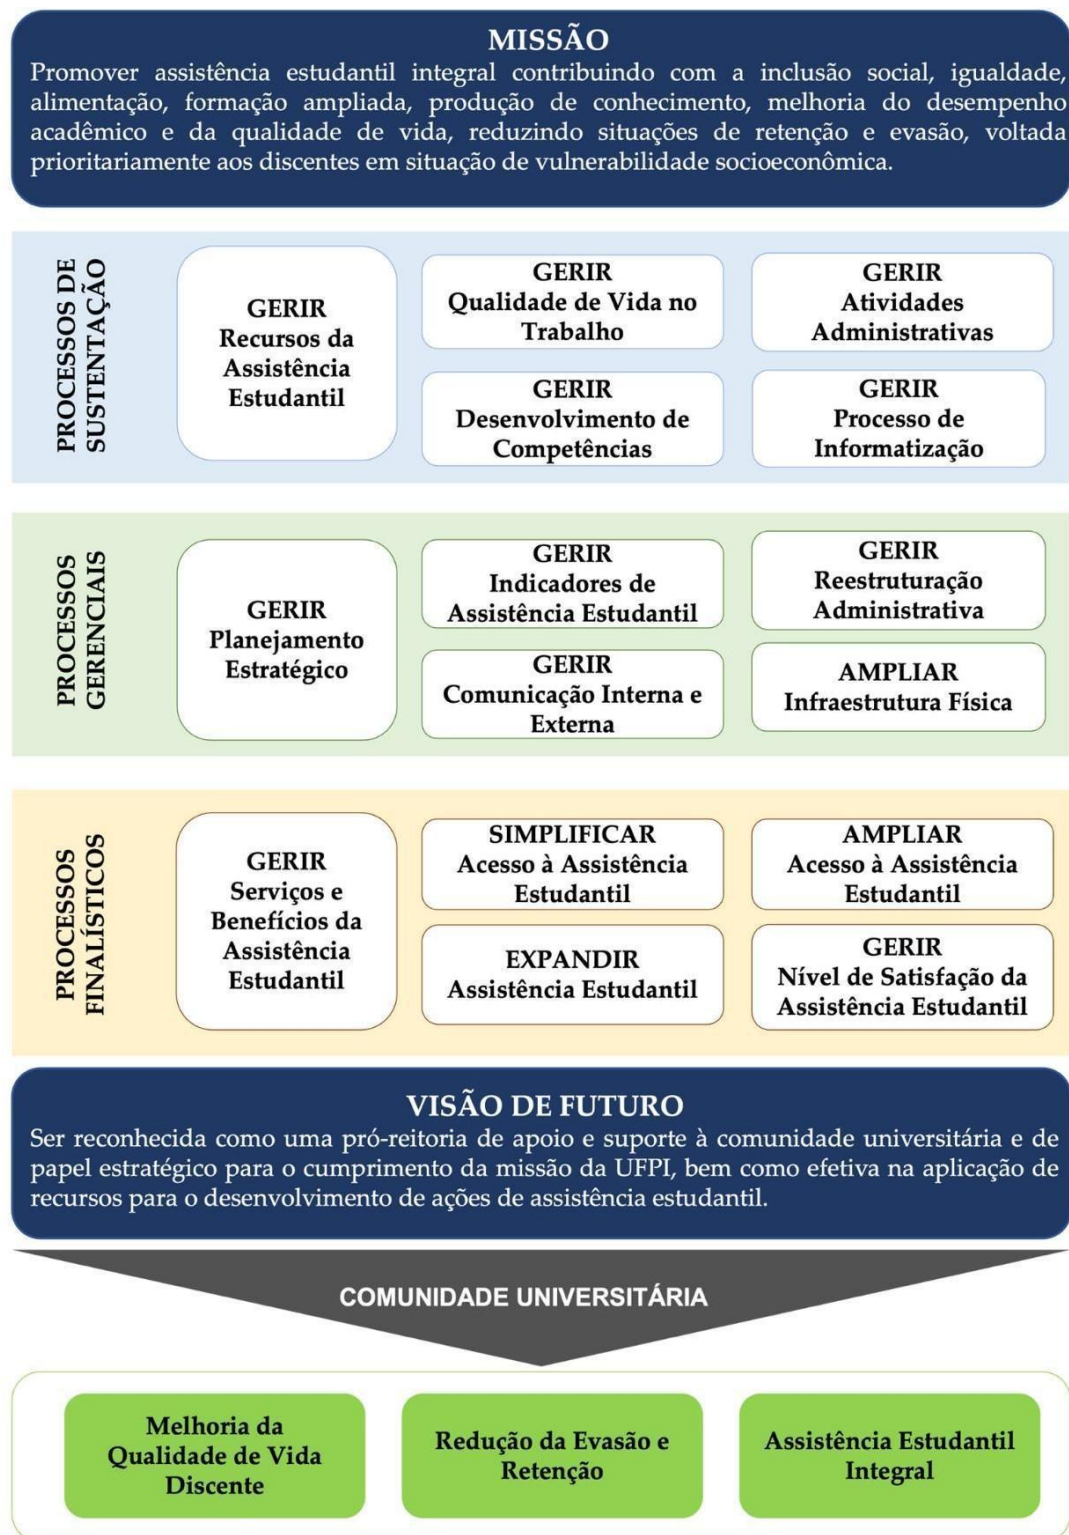 MISSÃO
Promover assistência estudantil integral contribuindo com a inclusão social, igualdade,
alimentação, formação ampliada, produção de conhecimento, melhoria do desempenho
acadêmico e da qualidade de vida, reduzindo situações de retenção e evasão, voltada
prioritariamente aos discentes em situação de vulnerabilidade socioeconômica.
PROCESSOS DE
SUSTENTAÇÃO
GERIR
Recursos da
Assistência
Estudantil
GERIR
Qualidade de Vida no
Trabalho
GERIR
Atividades
Administrativas
GERIR
Desenvolvimento de
Competências
GERIR
Processo de
Informatização
PROCESSOS
GERENCIAIS
GERIR
Planejamento
Estratégico
GERIR
Indicadores de
Assistência Estudantil
GERIR
Reestruturação
Administrativa
GERIR
Comunicação Interna e
Externa
AMPLIAR
Infraestrutura Física
PROCESSOS
FINALÍSTICOS
GERIR
Serviços e
Benefícios da
Assistência
Estudantil
SIMPLIFICAR
Acesso à Assistência
Estudantil
AMPLIAR
Acesso à Assistência
Estudantil
EXPANDIR
Assistência Estudantil
GERIR
Nível de Satisfação da
Assistência Estudantil
VISÃO DE FUTURO
Ser reconhecida como uma pró-reitoria de apoio e suporte à comunidade universitária e de
papel estratégico para o cumprimento da missão da UFPI, bem como efetiva na aplicação de
recursos para o desenvolvimento de ações de assistência estudantil.
COMUNIDADE UNIVERSITÁRIA
Melhoria da
Qualidade de Vida
Discente
Redução da Evasão e
Retenção
Assistência Estudantil
Integral